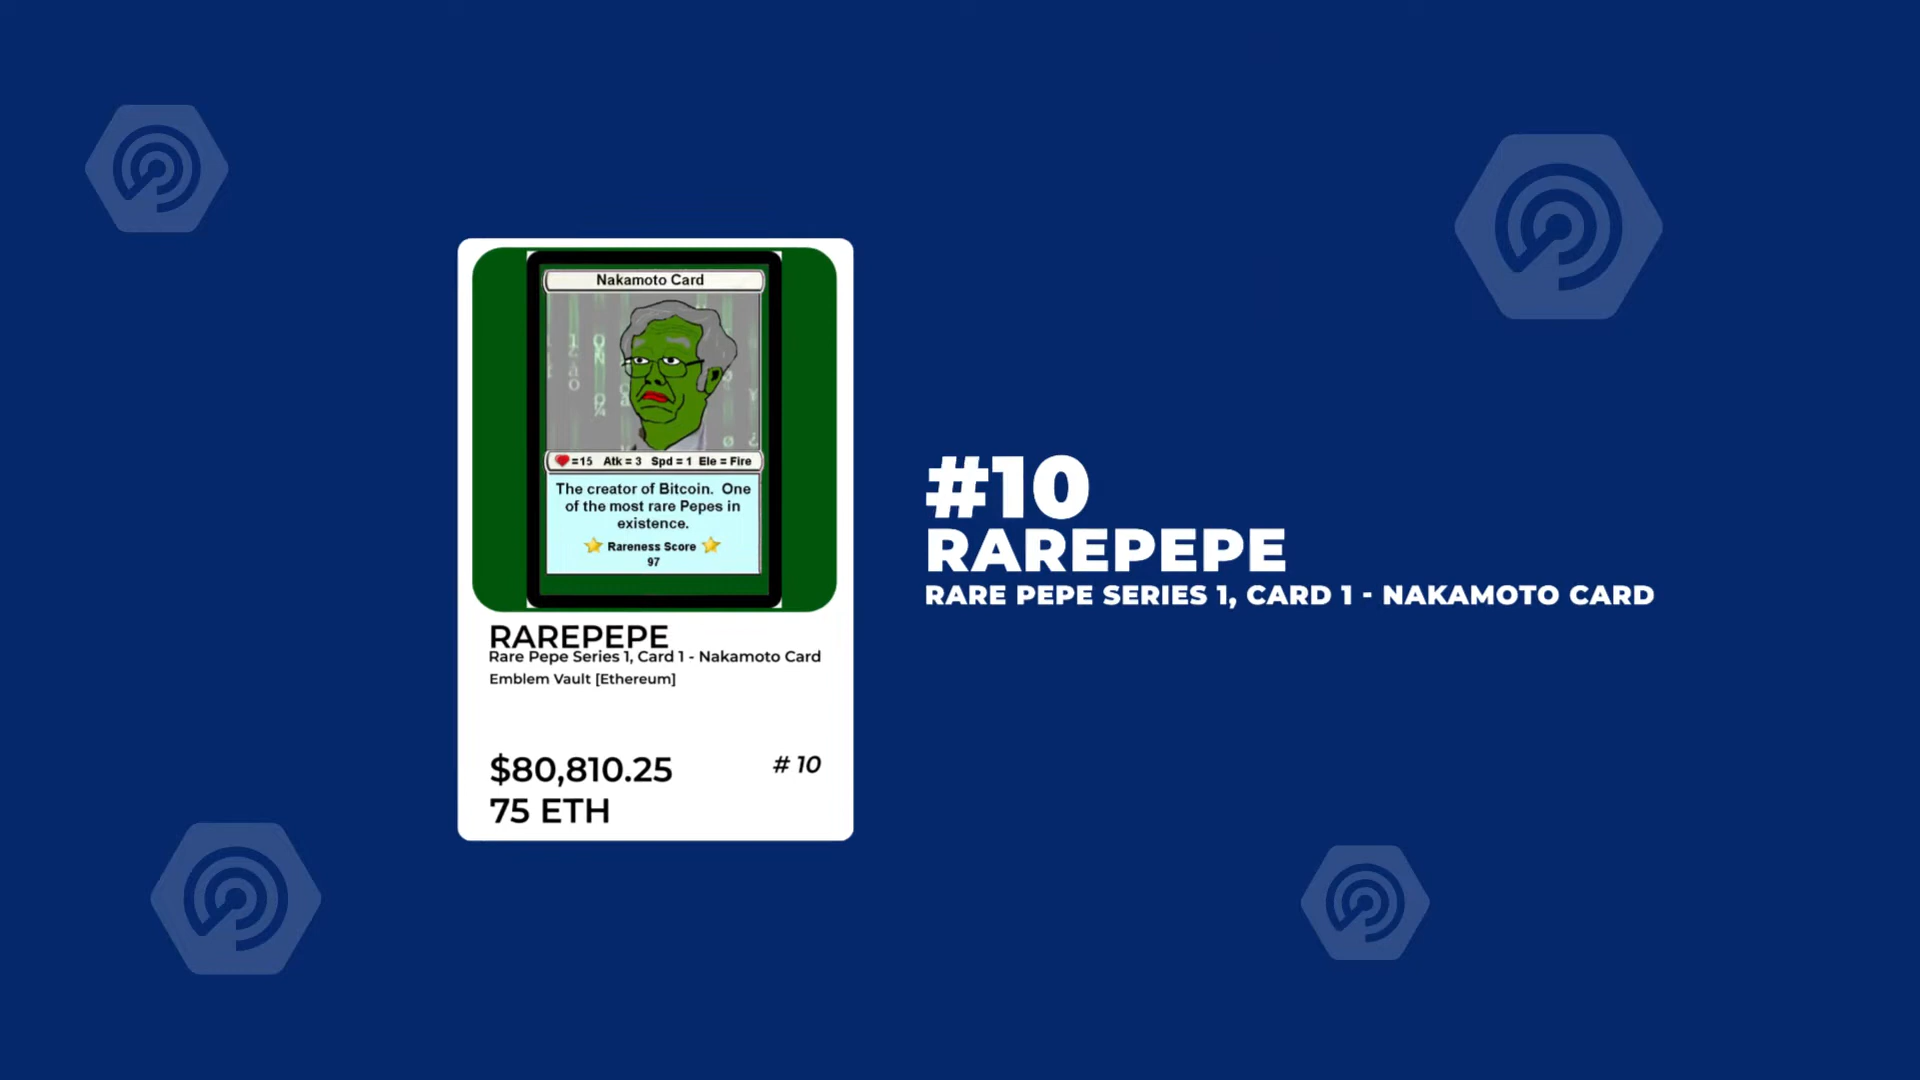 Nakamoto Card
=15 Atk = 3 Spd = 1 Ele = Fire
The creator of Bitcoin. One
of the most rare Pepes in
existence.
Rareness Score
97
RAREPEPE
Rare Pepe Series 1, Card 1 - Nakamoto Card
Emblem Vault [Ethereum]
$80,810.25
# 10
75 ETH
#10
RAREPEPE
RARE PEPE SERIES 1, CARD 1 - NAKAMOTO CARD